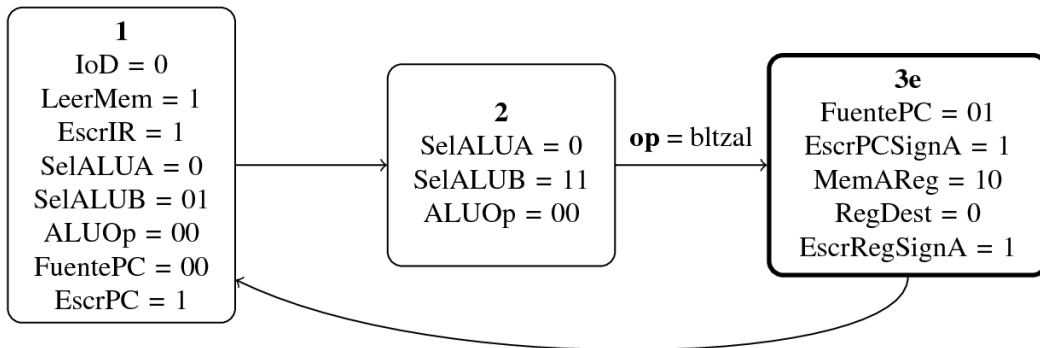 1
IoD = 0
LeerMem = 1
EscrIR = 1
SelALUA = 0
SelALUB = 01
ALUOp = 00
FuentePC = 00
EscrPC = 1
2
SelALUA = 0
SelALUB = 11
ALUOp = 00
op = bltzal
3e
FuentePC = 01
EscrPCSignA = 1
MemAReg = 10
RegDest = 0
EscrRegSignA = 1